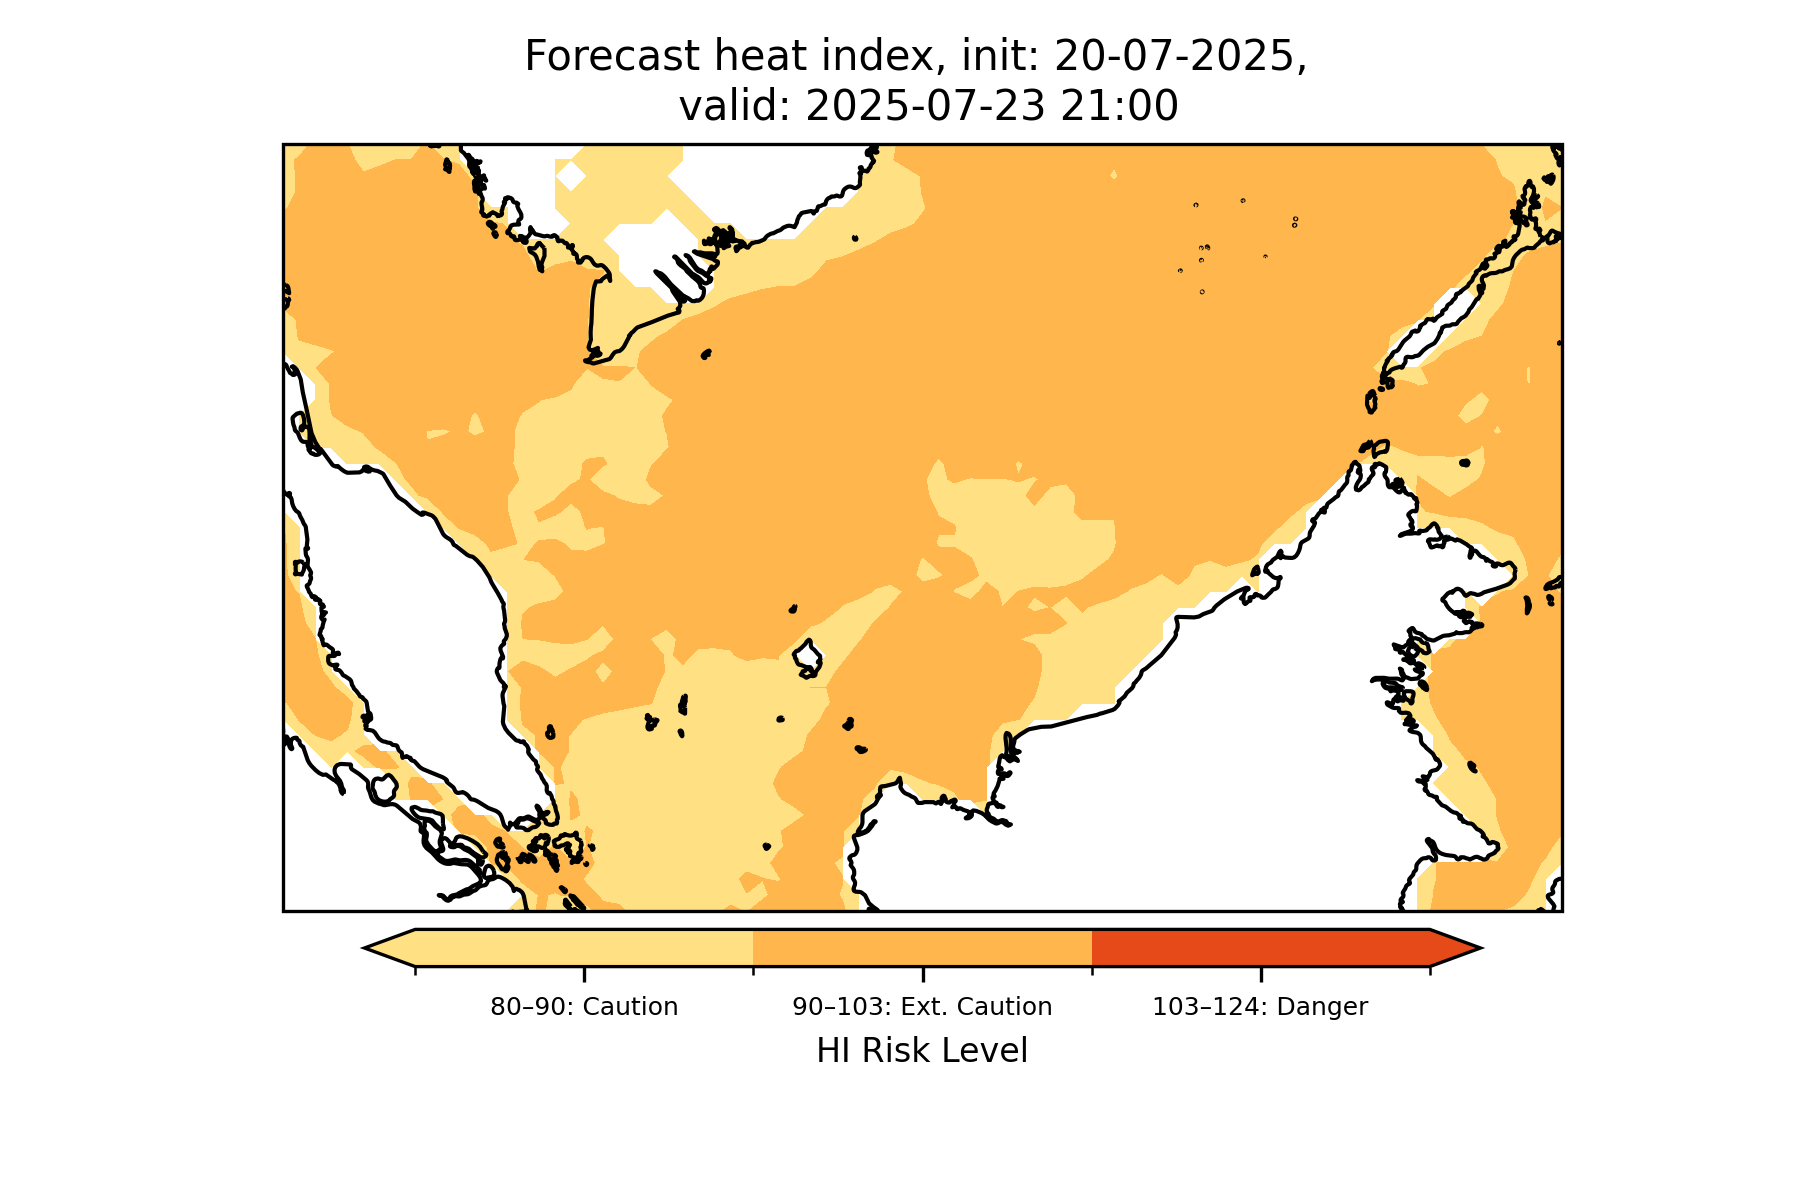 Forecast heat index, init: 20-07-2025,
valid: 2025-07-23 21:00
80–90: Caution
90–103: Ext. Caution
103–124: Danger
HI Risk Level